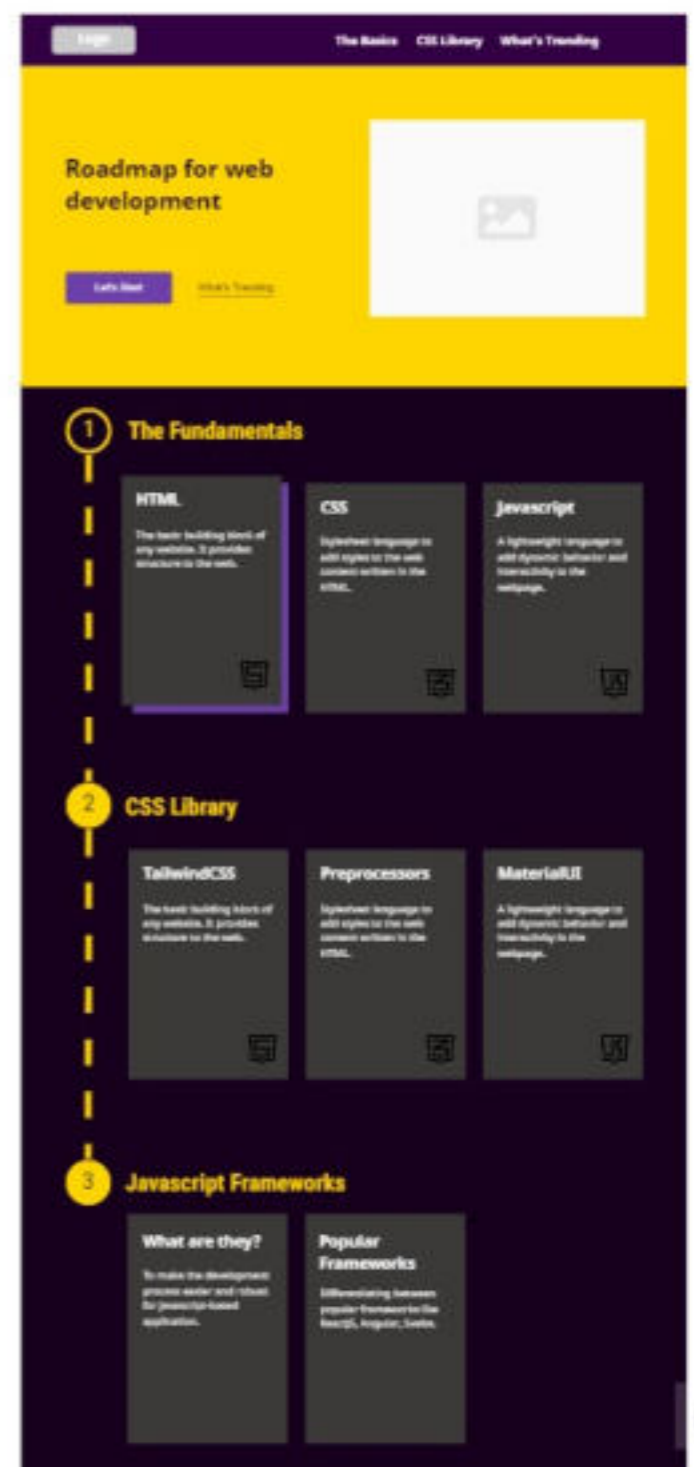 Logo
The Basics CSS Library What's Trending
Roadmap for web
development
Let's Start What's Trending
1 The Fundamentals
HTML
The basic building block of
any website. It provides
structure to the web.
CSS
Stylesheet language to
add styles to the web
content written in the
HTML.
Javascript
A lightweight language to
add dynamic behavior and
interactivity to the
webpage.
2 CSS Library
TailwindCSS
The basic building block of
any website. It provides
structure to the web.
Preprocessors
Stylesheet language to
add styles to the web
content written in the
HTML.
MaterialUI
A lightweight language to
add dynamic behavior and
interactivity to the
webpage.
3 Javascript Frameworks
What are they?
To make the development
process easier and robust
for javascript-based
application.
Popular
Frameworks
Differentiating between
popular frameworks like
ReactJS, Angular, Svelte.